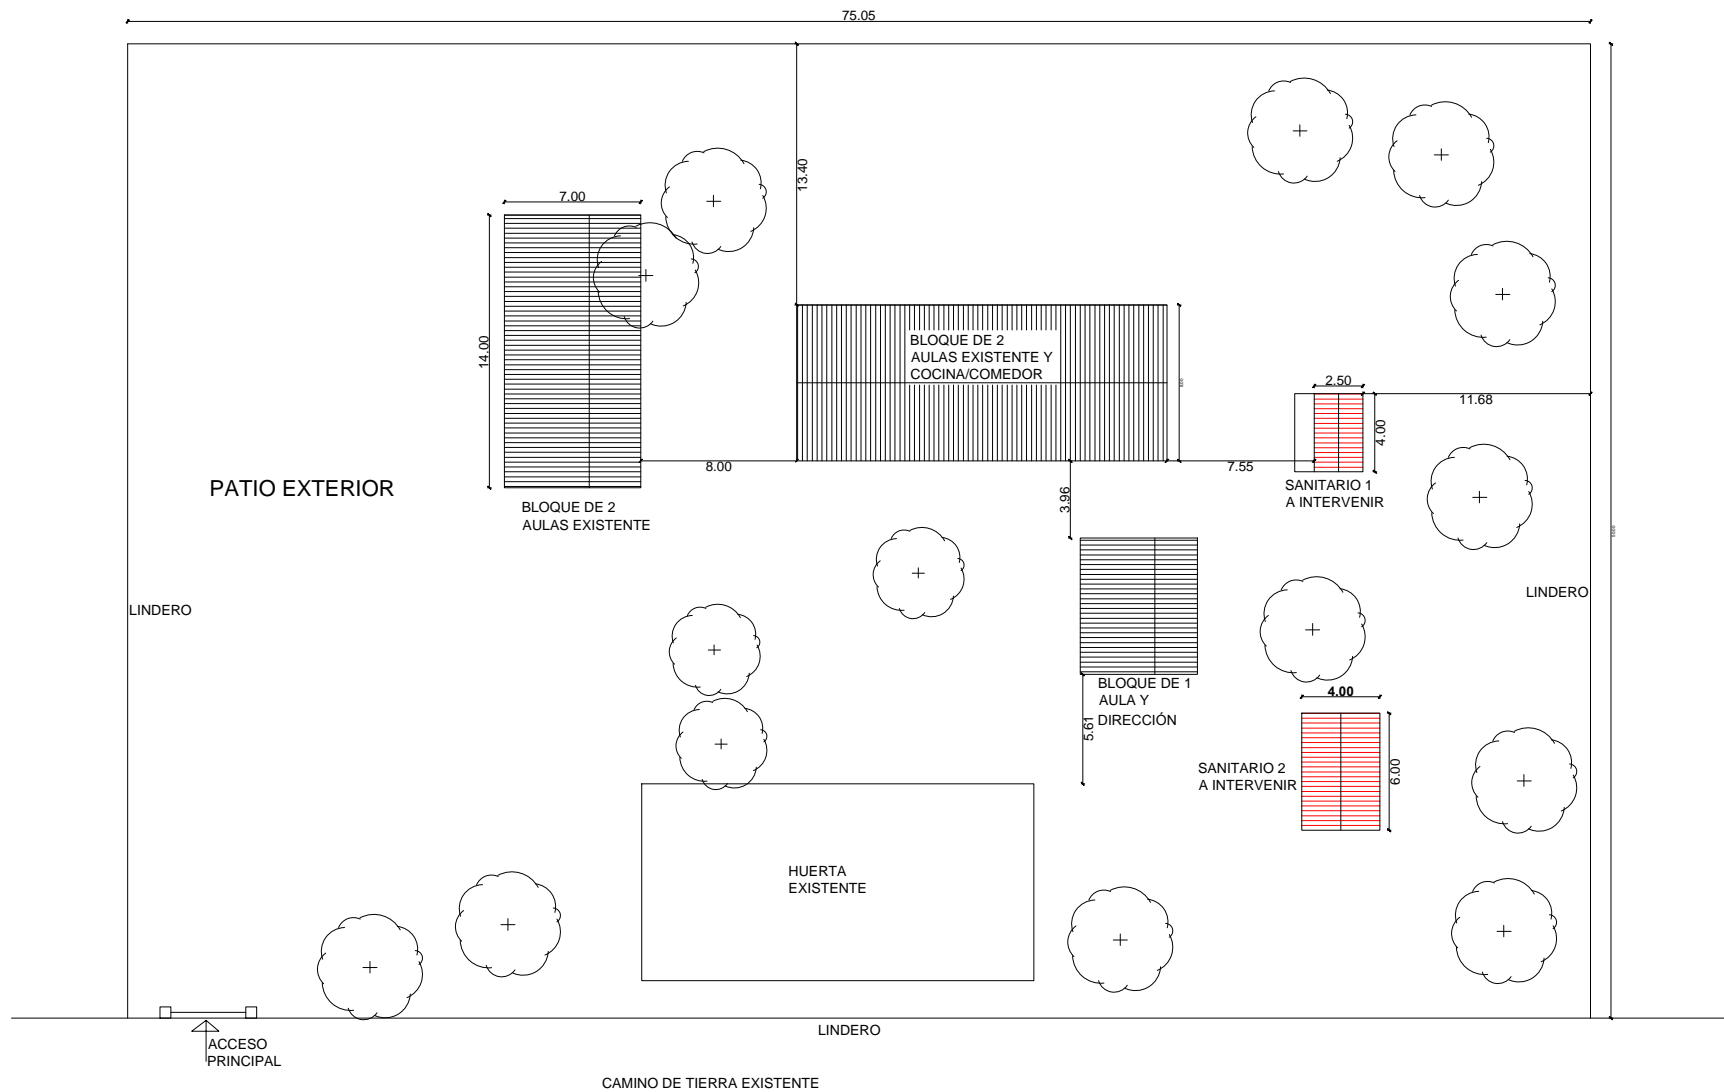 75.05
13.40
7.00
14.00
BLOQUE DE 2
AULAS EXISTENTE Y
COCINA/COMEDOR
2.50
11.68
4.00
8.00
7.55
PATIO EXTERIOR
SANITARIO 1
A INTERVENIR
3.96
BLOQUE DE 2
AULAS EXISTENTE
LINDERO
LINDERO
BLOQUE DE 1
AULA Y
DIRECCIÓN
4.00
5.61
SANITARIO 2
A INTERVENIR
6.00
HUERTA
EXISTENTE
LINDERO
ACCESO
PRINCIPAL
CAMINO DE TIERRA EXISTENTE